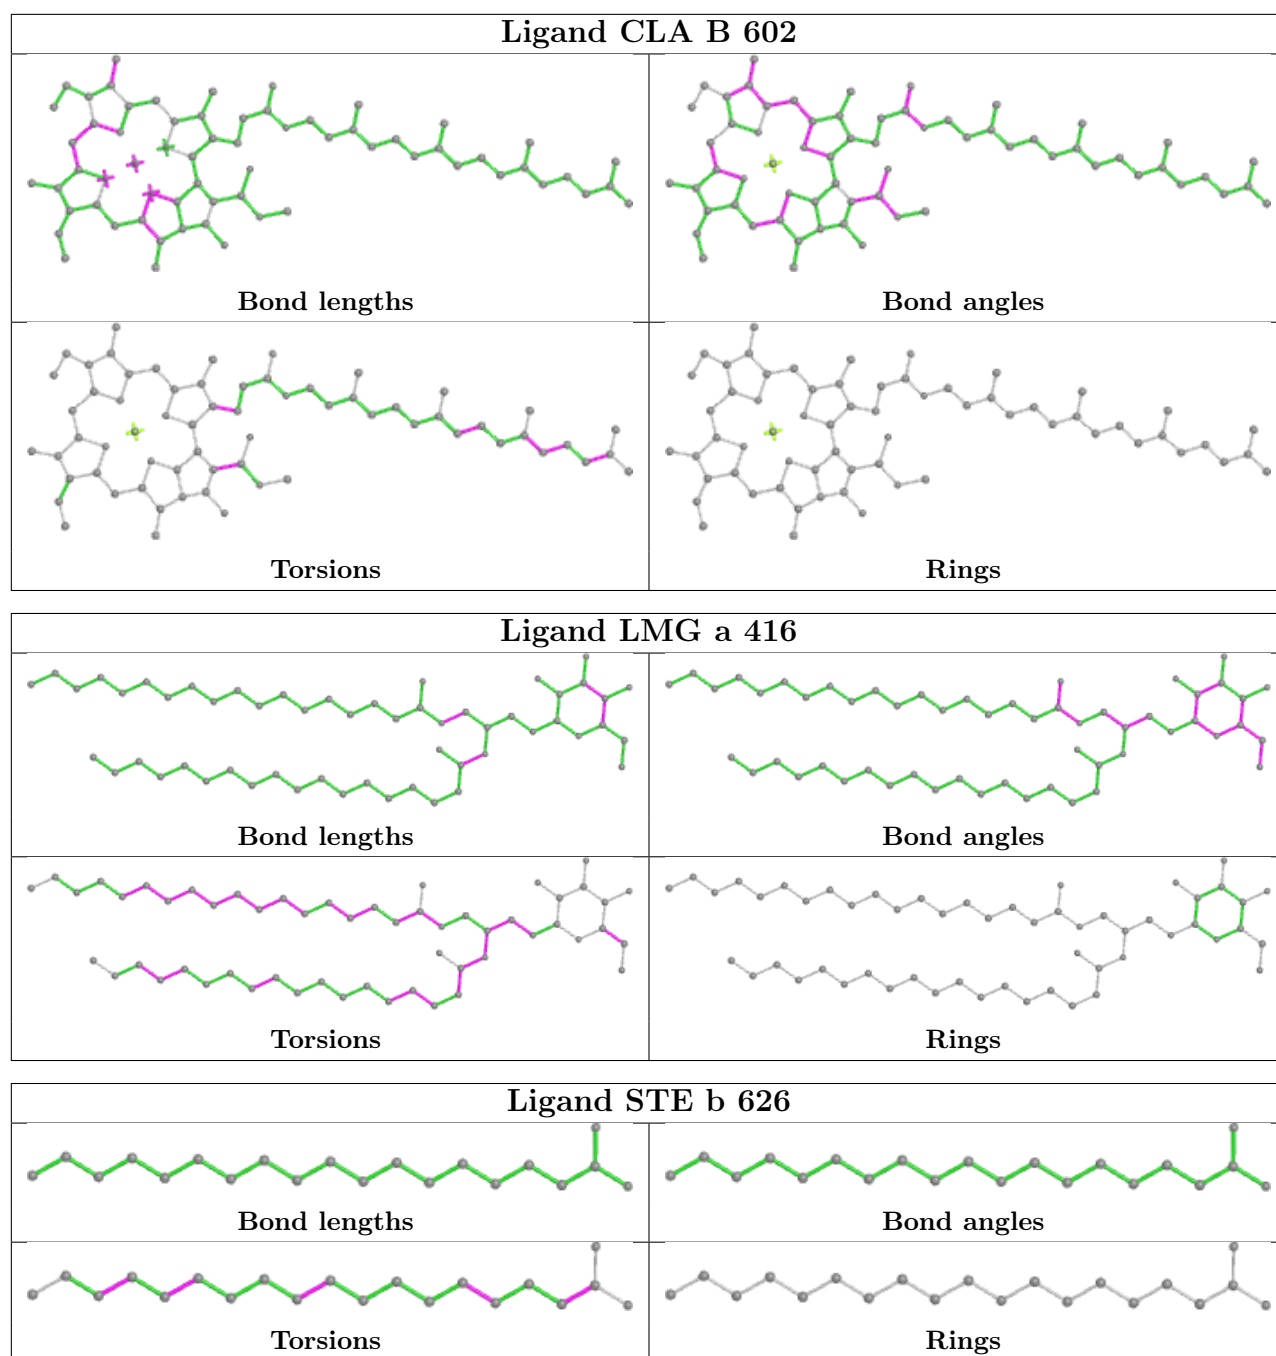 Ligand CLA B 602
Bond lengths
Bond angles
Torsions
Rings
Ligand LMG a 416
Bond lengths
Bond angles
Torsions
Rings
Ligand STE b 626
Bond lengths
Bond angles
Torsions
Rings